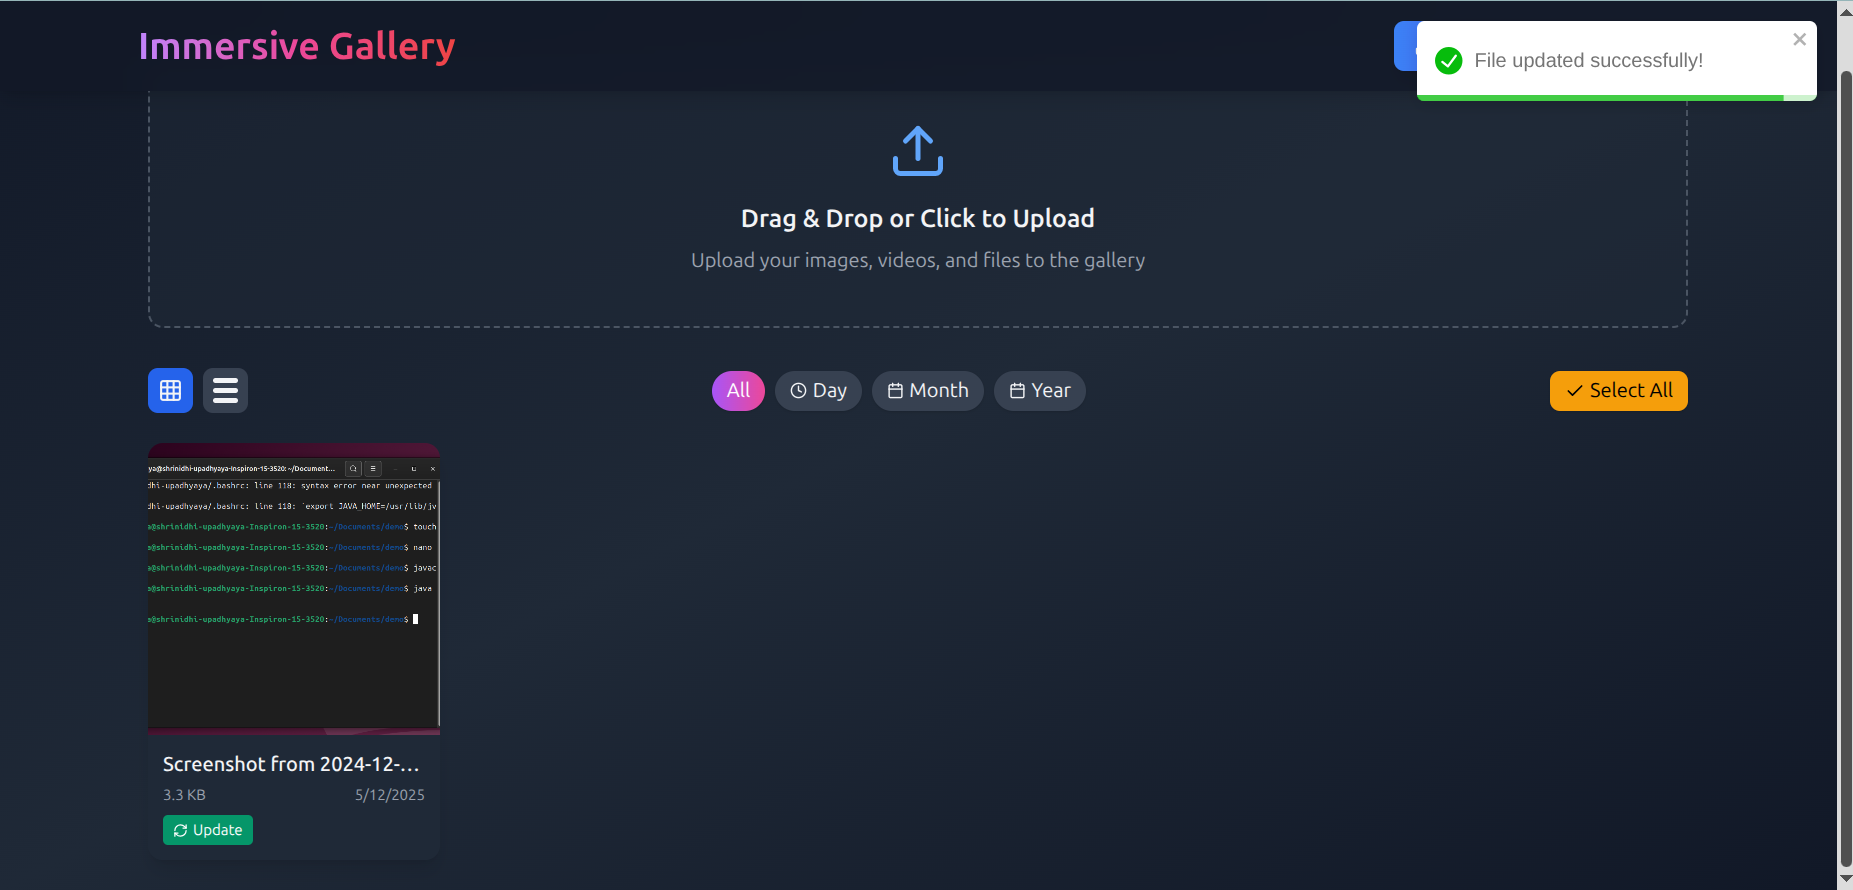 Immersive Gallery
File updated successfully!
Drag & Drop or Click to Upload
Upload your images, videos, and files to the gallery
All
Day
Month
Year
Select All
ya@shrinidhi-upadhyaya-Inspiron-15-3520: ~/Document...
dhi-upadhyaya/.bashrc: line 118: syntax error near unexpected
dhi-upadhyaya/.bashrc: line 118: `export JAVA_HOME=/usr/lib/jv
a@shrinidhi-upadhyaya-Inspiron-15-3520:~/Documents/demo$ touch
a@shrinidhi-upadhyaya-Inspiron-15-3520:~/Documents/demo$ nano
a@shrinidhi-upadhyaya-Inspiron-15-3520:~/Documents/demo$ javac
a@shrinidhi-upadhyaya-Inspiron-15-3520:~/Documents/demo$ java
a@shrinidhi-upadhyaya-Inspiron-15-3520:~/Documents/demo$
Screenshot from 2024-12-...
3.3 KB
5/12/2025
Update